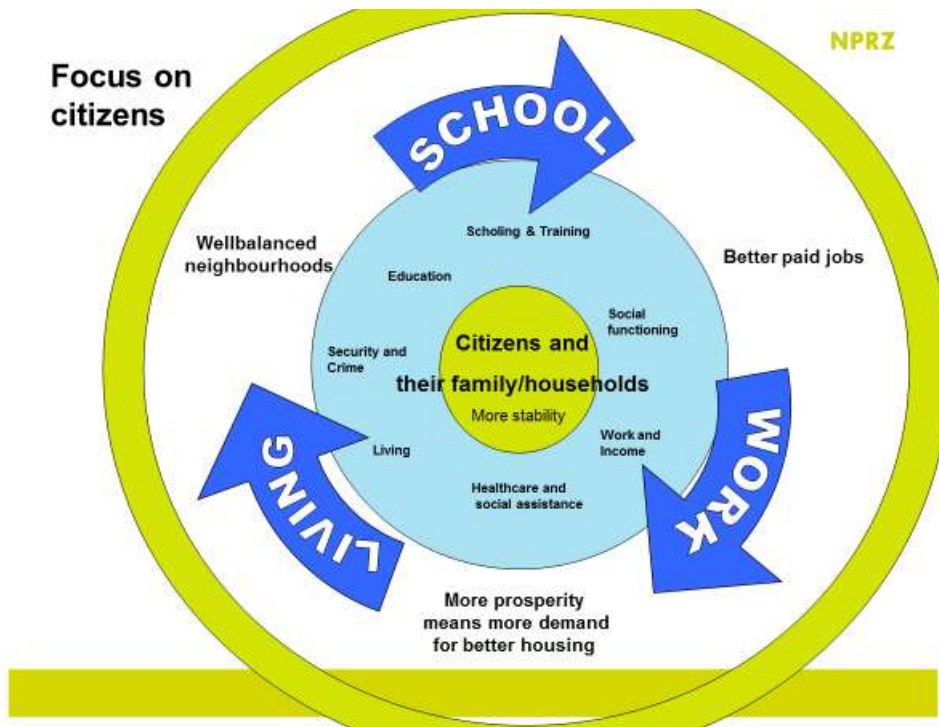 NPRZ
Focus on
citizens
SCHOOL
Scholing & Training
Wellbalanced
neighbourhoods
Better paid jobs
Education
Social
functioning
Security and
Crime
Citizens and
their family/households
More stability
Living
Work and
Income
Healthcare and
social assistance
WORK
LIVING
More prosperity
means more demand
for better housing